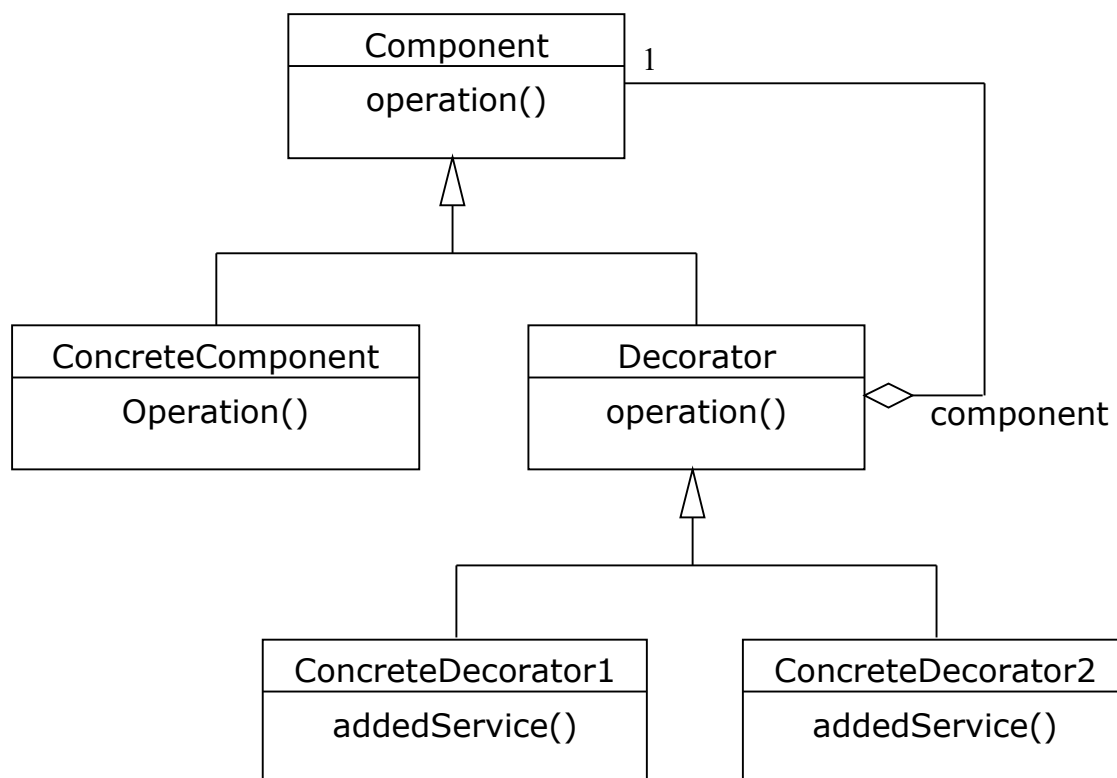 Component
1
operation()
ConcreteComponent
Decorator
Operation()
operation()
component
ConcreteDecorator1
ConcreteDecorator2
addedService()
addedService()